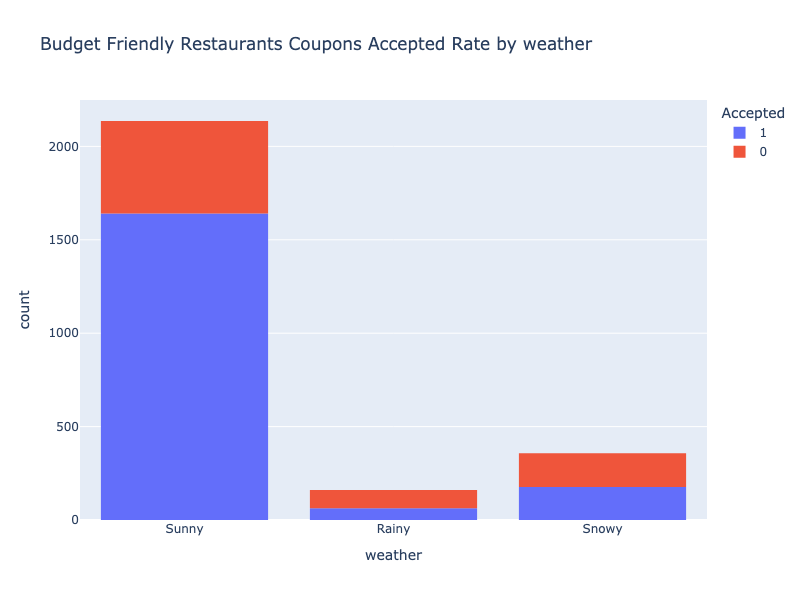 Budget Friendly Restaurants Coupons Accepted Rate by weather
Accepted
1
0
2000
1500
1000
500
0
count
Sunny
Rainy
Snowy
weather